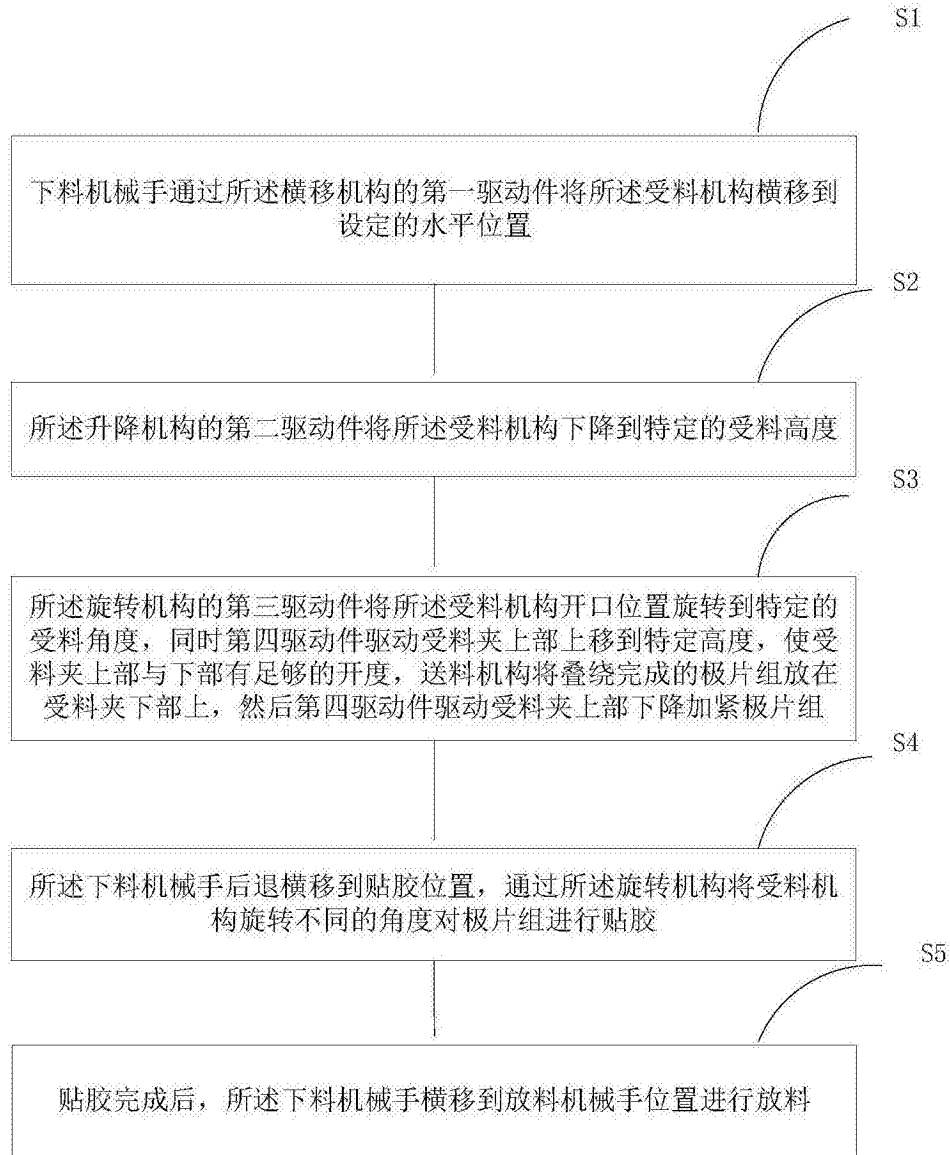 S1
下料机械手通过所述横移机构的第一驱动件将所述受料机构横移到
设定的水平位置
S2
所述升降机构的第二驱动件将所述受料机构下降到特定的受料高度
S3
所述旋转机构的第三驱动件将所述受料机构开口位置旋转到特定的
受料角度，同时第四驱动件驱动受料夹上部上移到特定高度，使受
料夹上部与下部有足够的开度，送料机构将叠绕完成的极片组放在
受料夹下部上，然后第四驱动件驱动受料夹上部下降加紧极片组
S4
所述下料机械手后退横移到贴胶位置，通过所述旋转机构将受料机
构旋转不同的角度对极片组进行贴胶
S5
贴胶完成后，所述下料机械手横移到放料机械手位置进行放料